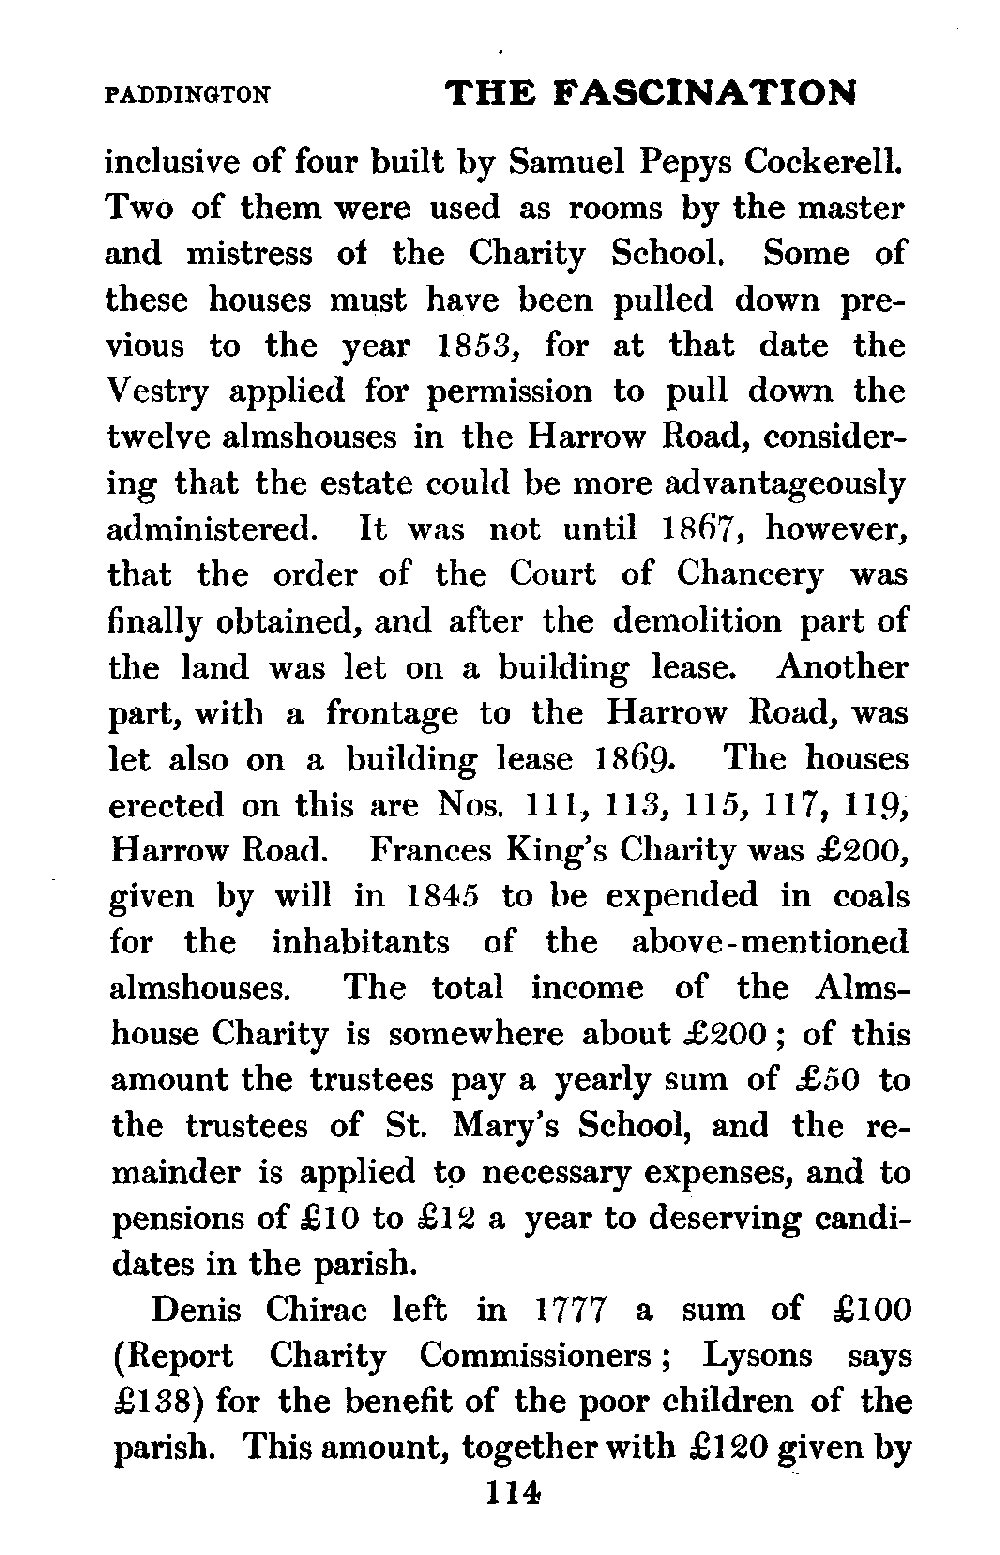 PADDINGTON THE FASCINATION
inclusive of four built by Samuel Pepys Cockerell.
Two of them were used as rooms by the master
and mistress of the Charity School. Some of
these houses must have been pulled down pre-
vious to the year 1853, for at that date the
Vestry applied for permission to pull down the
twelve almshouses in the Harrow Road, consider-
ing that the estate could be more advantageously
administered. It was not until 1867, however,
that the order of the Court of Chancery was
finally obtained, and after the demolition part of
the land was let on a building lease. Another
part, with a frontage to the Harrow Road, was
let also on a building lease 1869. The houses
erected on this are Nos. 111, 113, 115, 117, 119,
Harrow Road. Frances King's Charity was £200,
given by will in 1845 to be expended in coals
for the inhabitants of the above-mentioned
almshouses. The total income of the Alms-
house Charity is somewhere about £200 ; of this
amount the trustees pay a yearly sum of £50 to
the trustees of St. Mary's School, and the re-
mainder is applied to necessary expenses, and to
pensions of £10 to £12 a year to deserving candi-
dates in the parish.
Denis Chirac left in 1777 a sum of £100
(Report Charity Commissioners ; Lysons says
£138) for the benefit of the poor children of the
parish. This amount, together with £120 given by
114